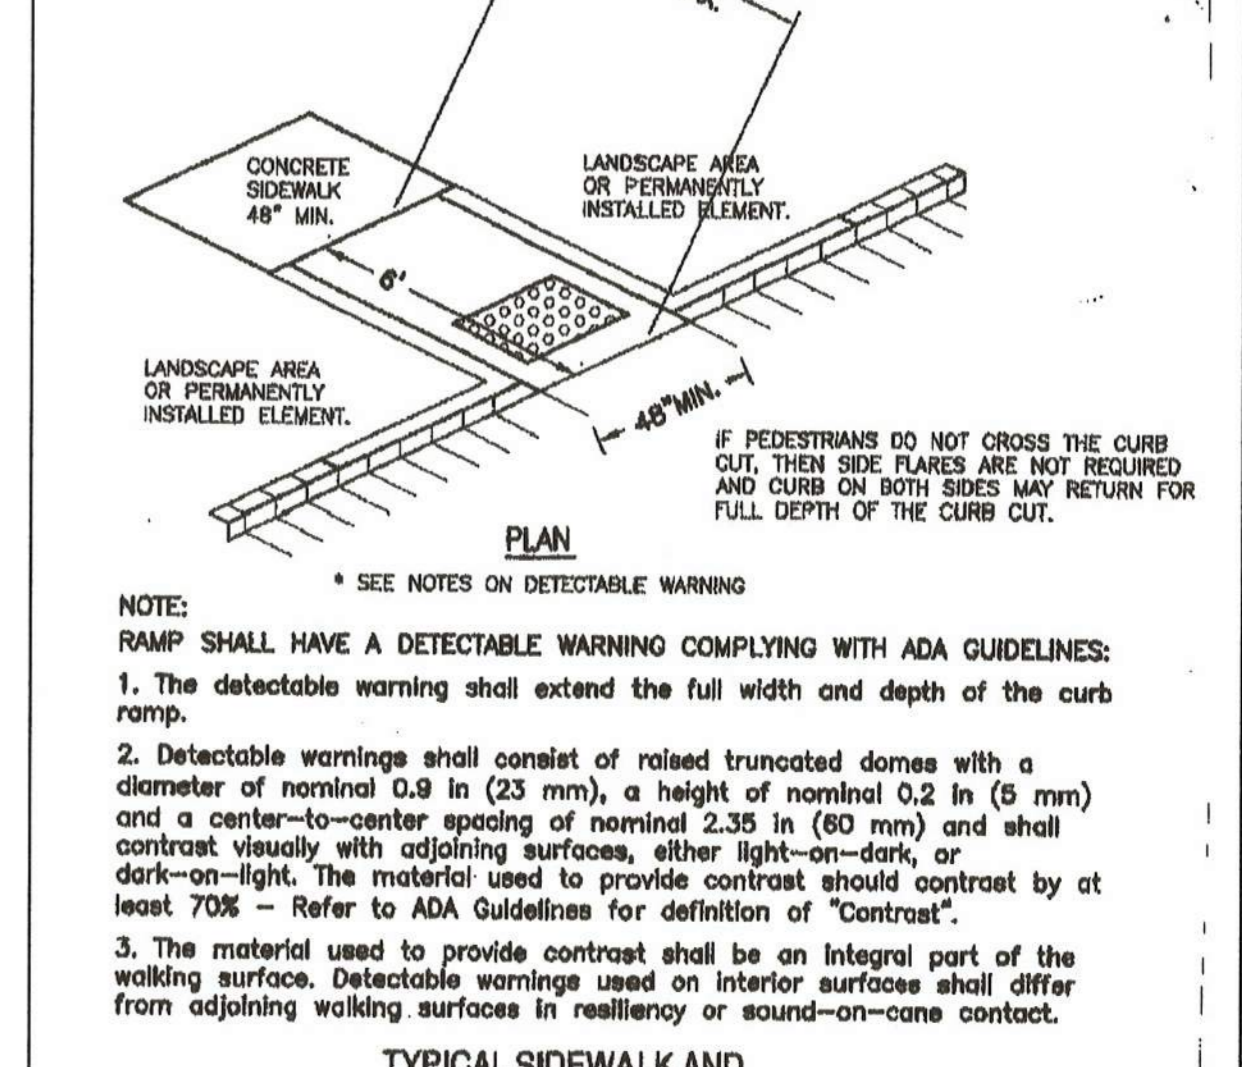 CONCRETE
SIDEWALK
48" MIN.
LANDSCAPE AREA
OR PERMANENTLY
INSTALLED ELEMENT.
6'
LANDSCAPE AREA
OR PERMANENTLY
INSTALLED ELEMENT.
48"MIN.
IF PEDESTRIANS DO NOT CROSS THE CURB
CUT, THEN SIDE FLARES ARE NOT REQUIRED
AND CURB ON BOTH SIDES MAY RETURN FOR
FULL DEPTH OF THE CURB CUT.
PLAN
* SEE NOTES ON DETECTABLE WARNING
NOTE:
RAMP SHALL HAVE A DETECTABLE WARNING COMPLYING WITH ADA GUIDELINES:
1. The detectable warning shall extend the full width and depth of the curb
ramp.
2. Detectable warnings shall consist of raised truncated domes with a
diameter of nominal 0.9 in (23 mm), a height of nominal 0.2 in (5 mm)
and a center-to-center spacing of nominal 2.35 in (60 mm) and shall
contrast visually with adjoining surfaces, either light-on-dark, or
dark-on-light. The material used to provide contrast should contrast by at
least 70% - Refer to ADA Guidelines for definition of "Contrast".
3. The material used to provide contrast shall be an integral part of the
walking surface. Detectable warnings used on interior surfaces shall differ
from adjoining walking surfaces in resiliency or sound-on-cane contact.
TYPICAL SIDEWALK AND